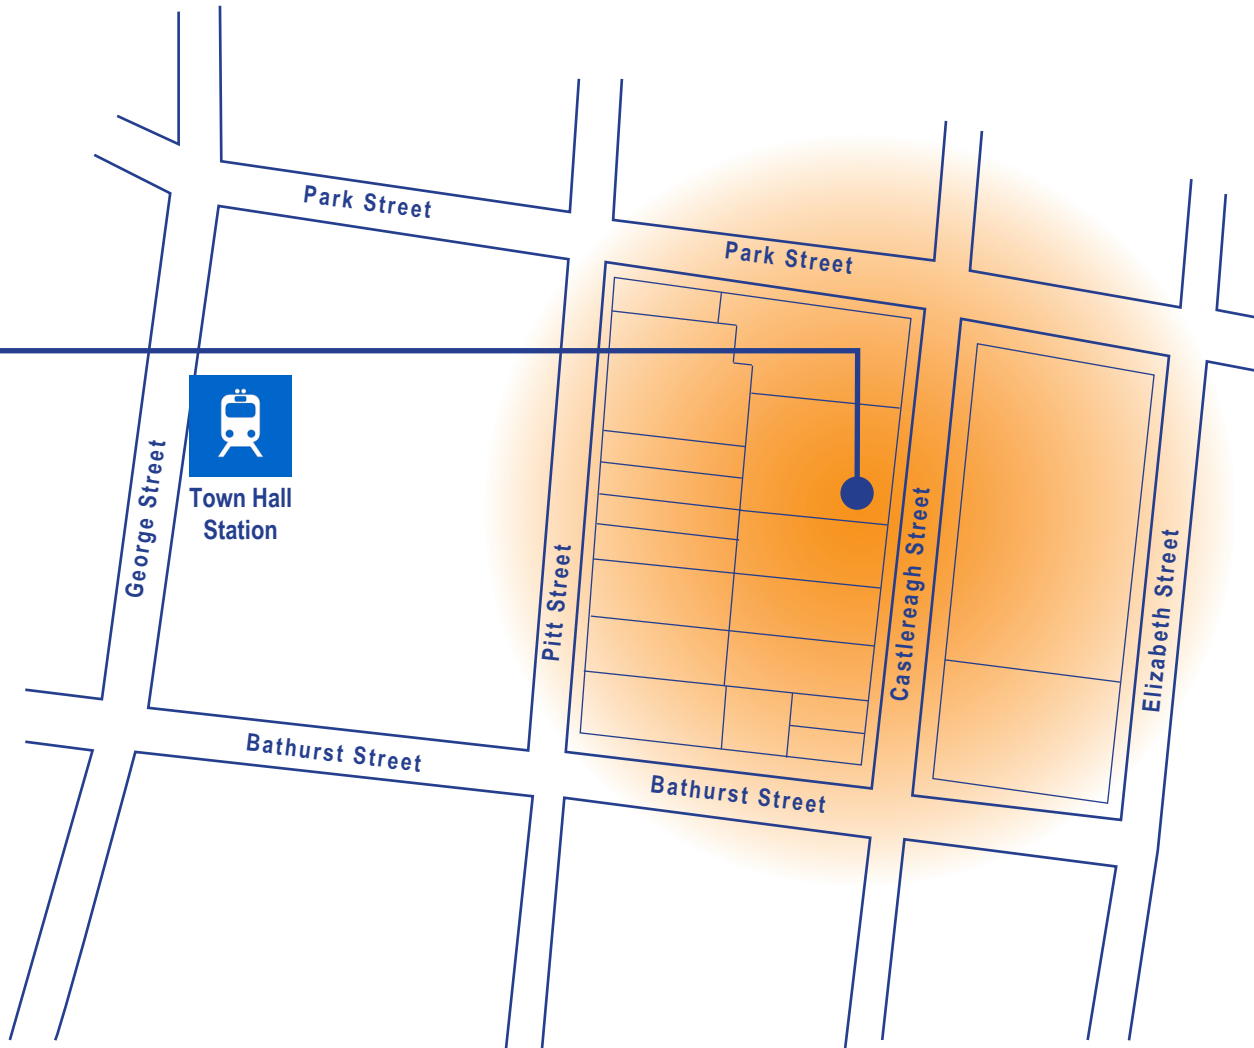 Park Street
Park Street
Town Hall
Station
George Street
Pitt Street
Castlereagh Street
Elizabeth Street
Bathurst Street
Bathurst Street